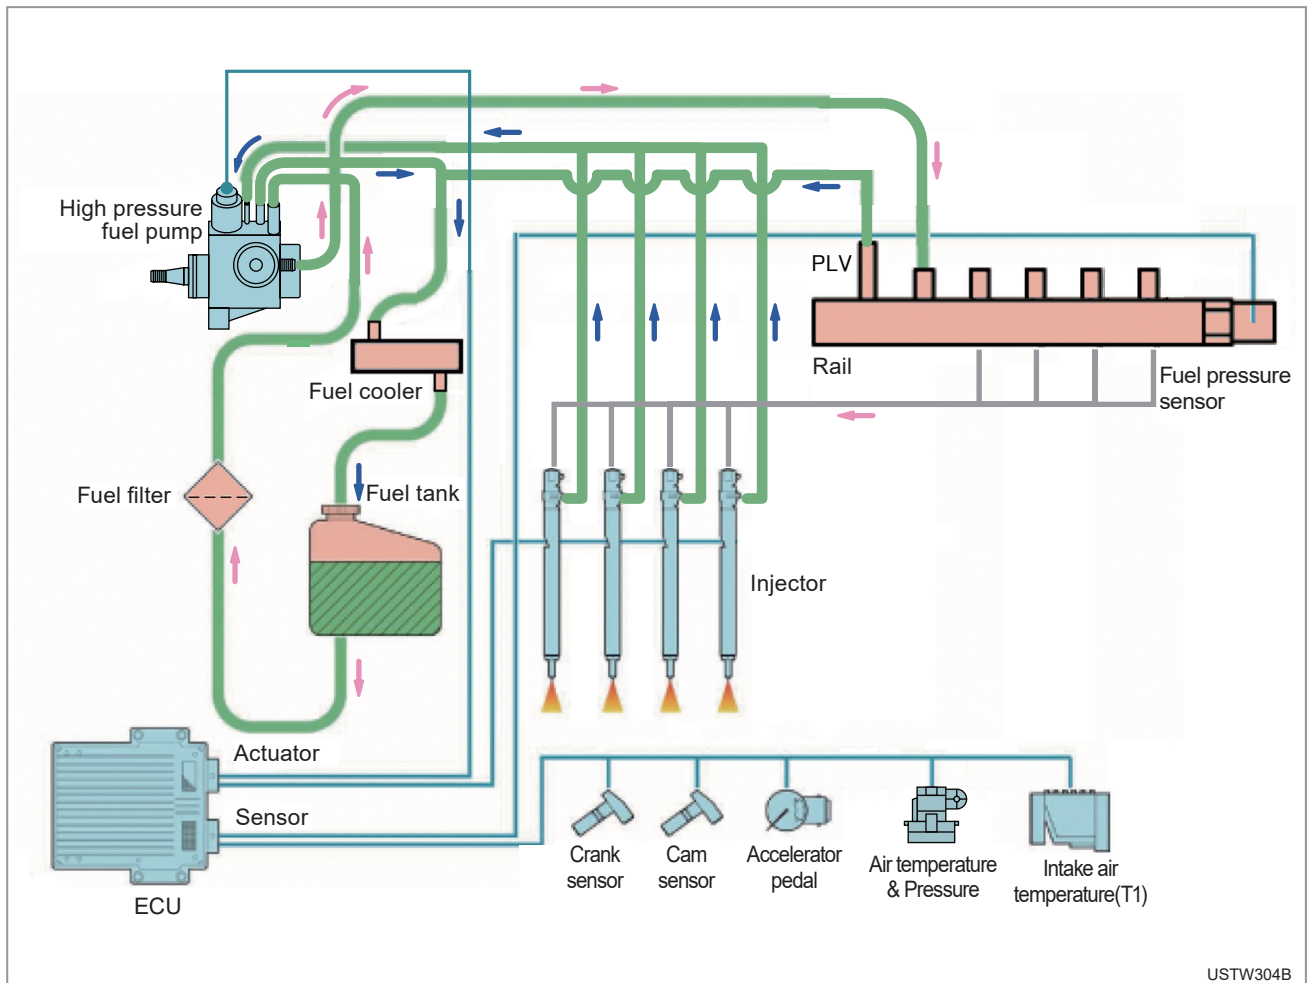 High pressure
fuel pump
PLV
Rail
Fuel pressure
sensor
Fuel cooler
Fuel filter
Fuel tank
Injector
Actuator
Sensor
ECU
Crank
sensor
Cam
sensor
Accelerator
pedal
Air temperature
& Pressure
Intake air
temperature(T1)
USTW304B